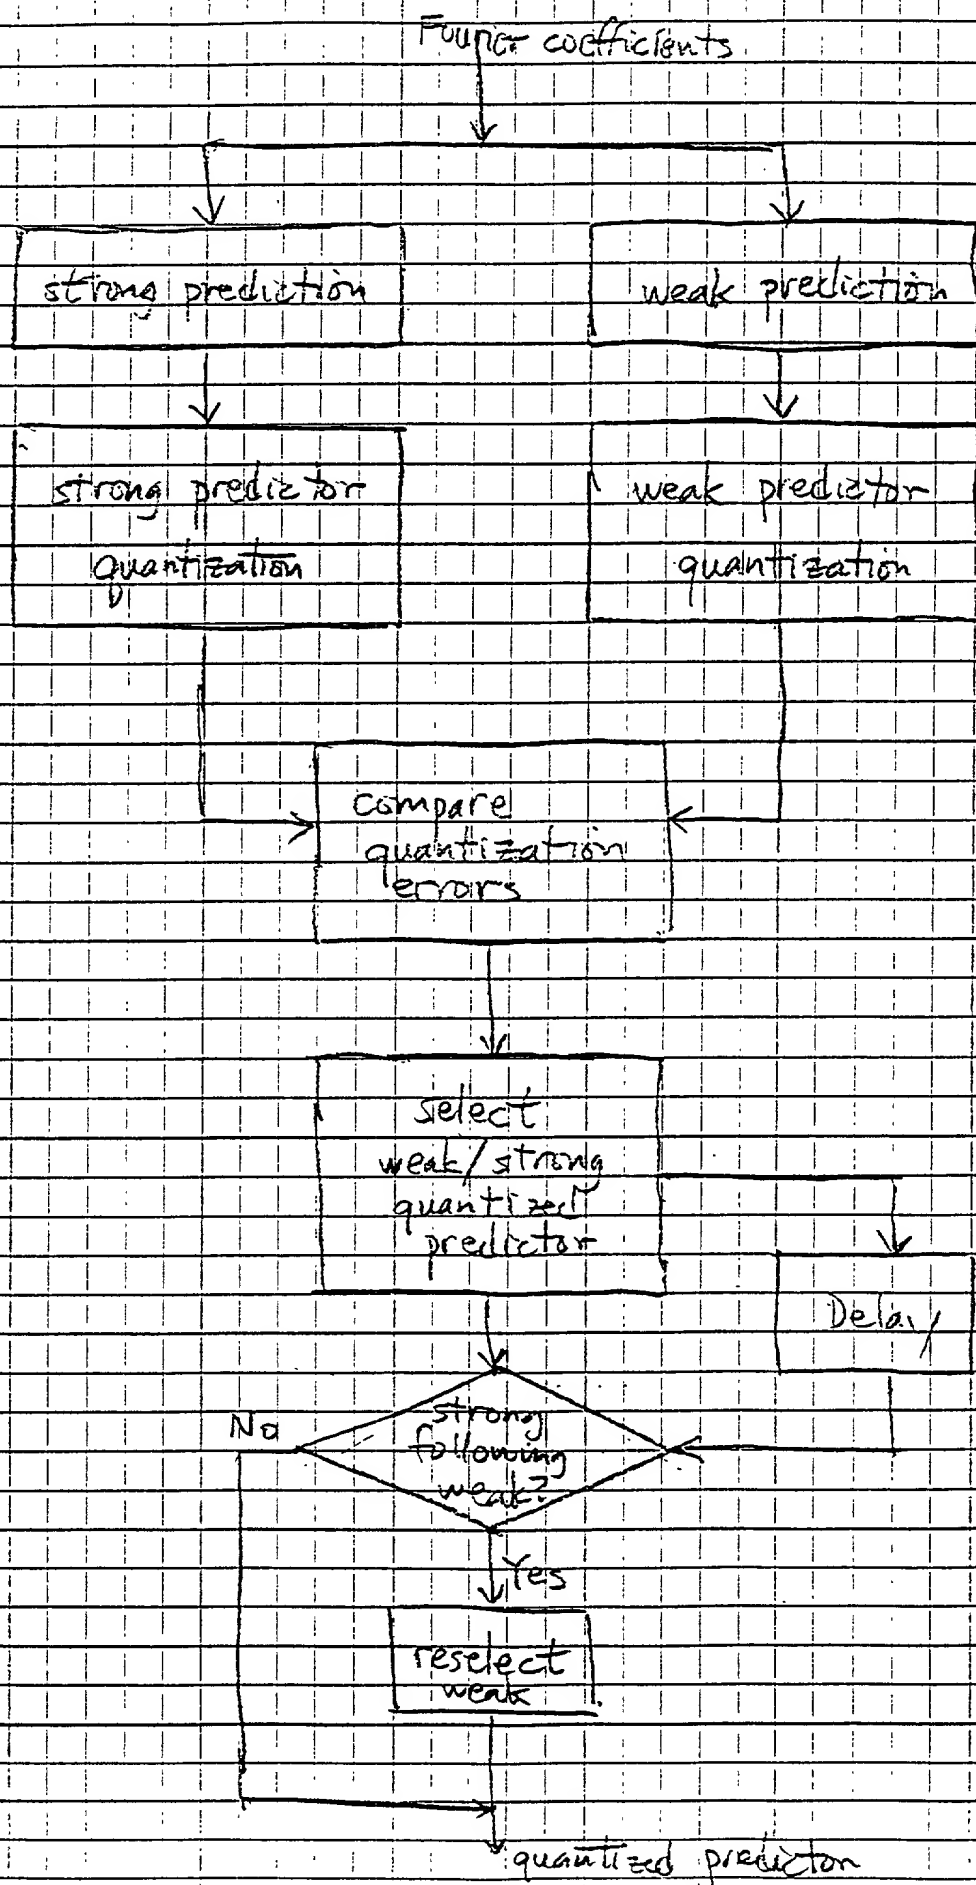 Fourier coefficients
strong prediction
weak prediction
strong predictor
quantization
weak predictor
quantization
compare
quantization
errors
select
weak/strong
quantized
predictor
Delay
No
strong
following
weak?
Yes
reselect
weak
quantized predictor